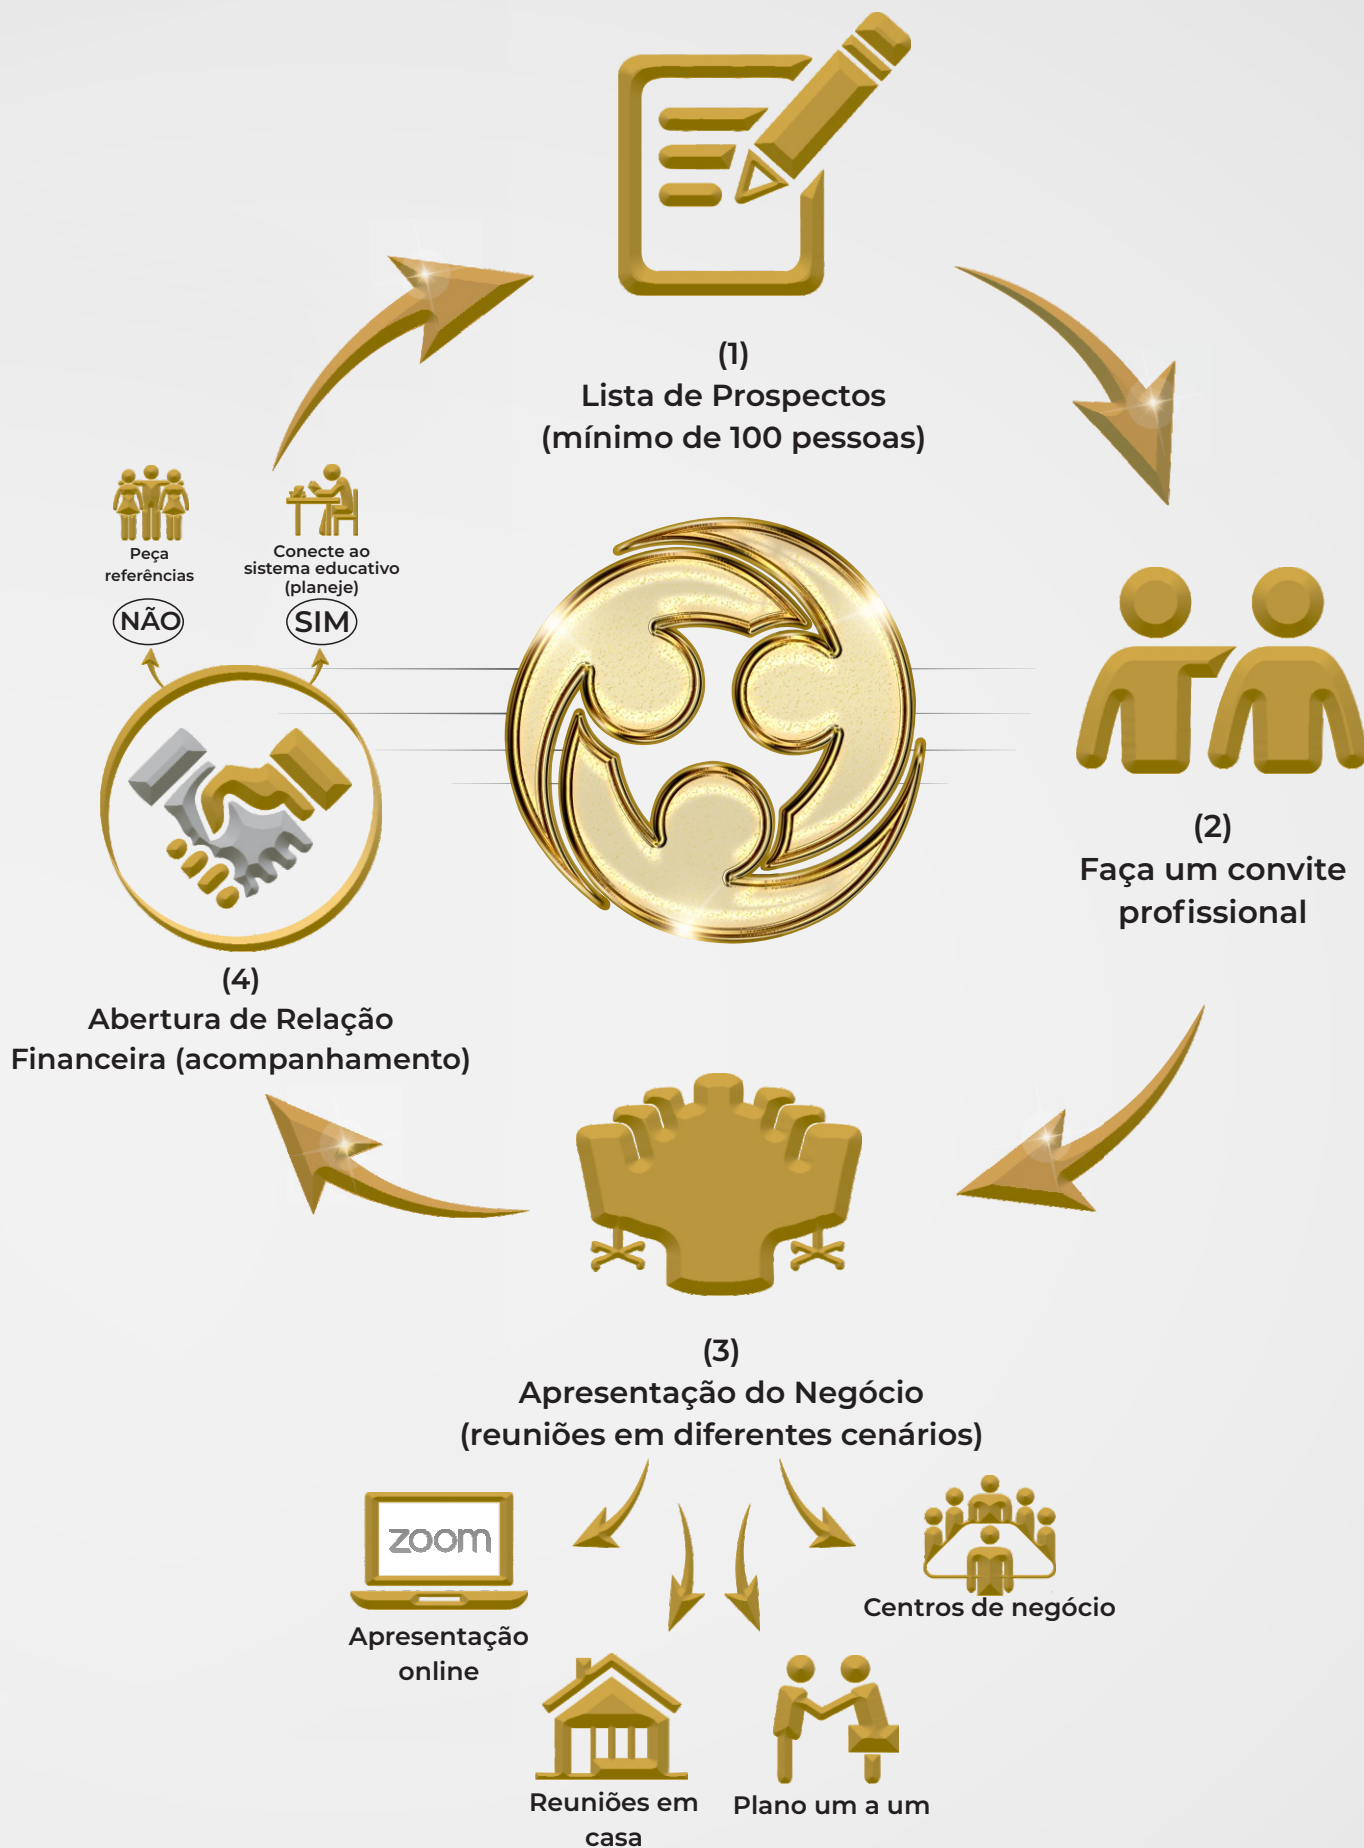 (1)
Lista de Prospectos
(mínimo de 100 pessoas)
Peça
referências
NÃO
Conecte ao
sistema educativo
(planeje)
SIM
(2)
Faça um convite
profissional
(4)
Abertura de Relação
Financeira (acompanhamento)
(3)
Apresentação do Negócio
(reuniões em diferentes cenários)
zoom
Apresentação
online
Reuniões em
casa
Plano um a um
Centros de negócio